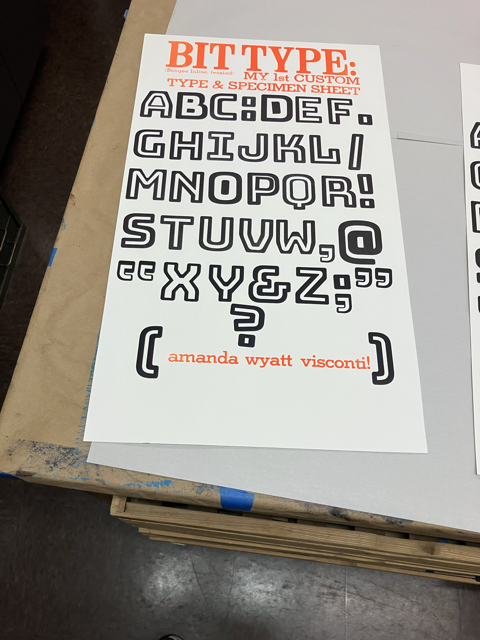 BIT TYPE:
(Bungee Inline, beveled) MY 1st CUSTOM
TYPE & SPECIMEN SHEET
ABC:DEF.
GHIJKL/
MNOPQR!
STUVW,@
“XY&Z;”
?
(amanda wyatt visconti!)